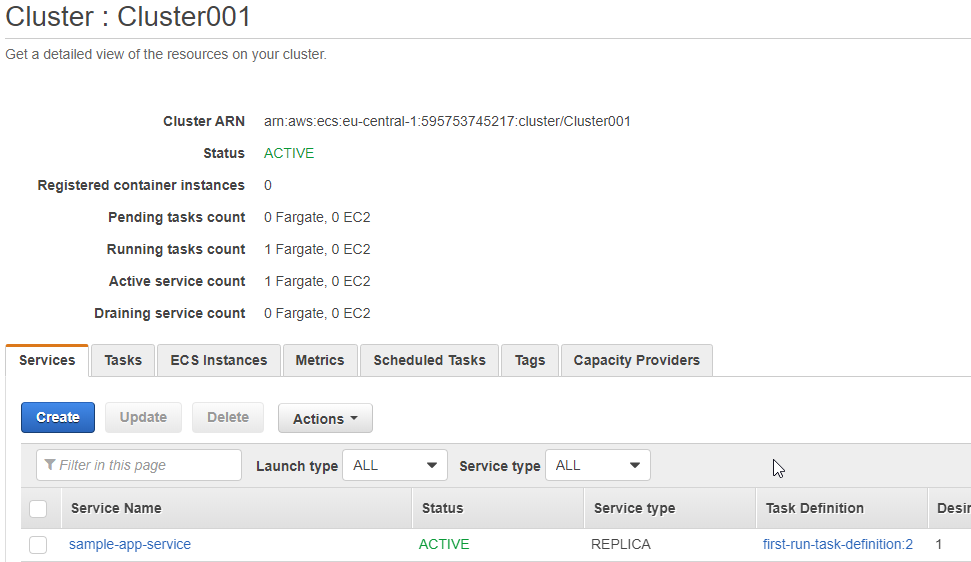 Cluster : Cluster001
Get a detailed view of the resources on your cluster.
Cluster ARN arn:aws:ecs:eu-central-1:595753745217:cluster/Cluster001
Status ACTIVE
Registered container instances 0
Pending tasks count 0 Fargate, 0 EC2
Running tasks count 1 Fargate, 0 EC2
Active service count 1 Fargate, 0 EC2
Draining service count 0 Fargate, 0 EC2
Services Tasks ECS Instances Metrics Scheduled Tasks Tags Capacity Providers
Create Update Delete Actions
Filter in this page Launch type ALL Service type ALL
Service Name Status Service type Task Definition Desir
sample-app-service ACTIVE REPLICA first-run-task-definition:2 1